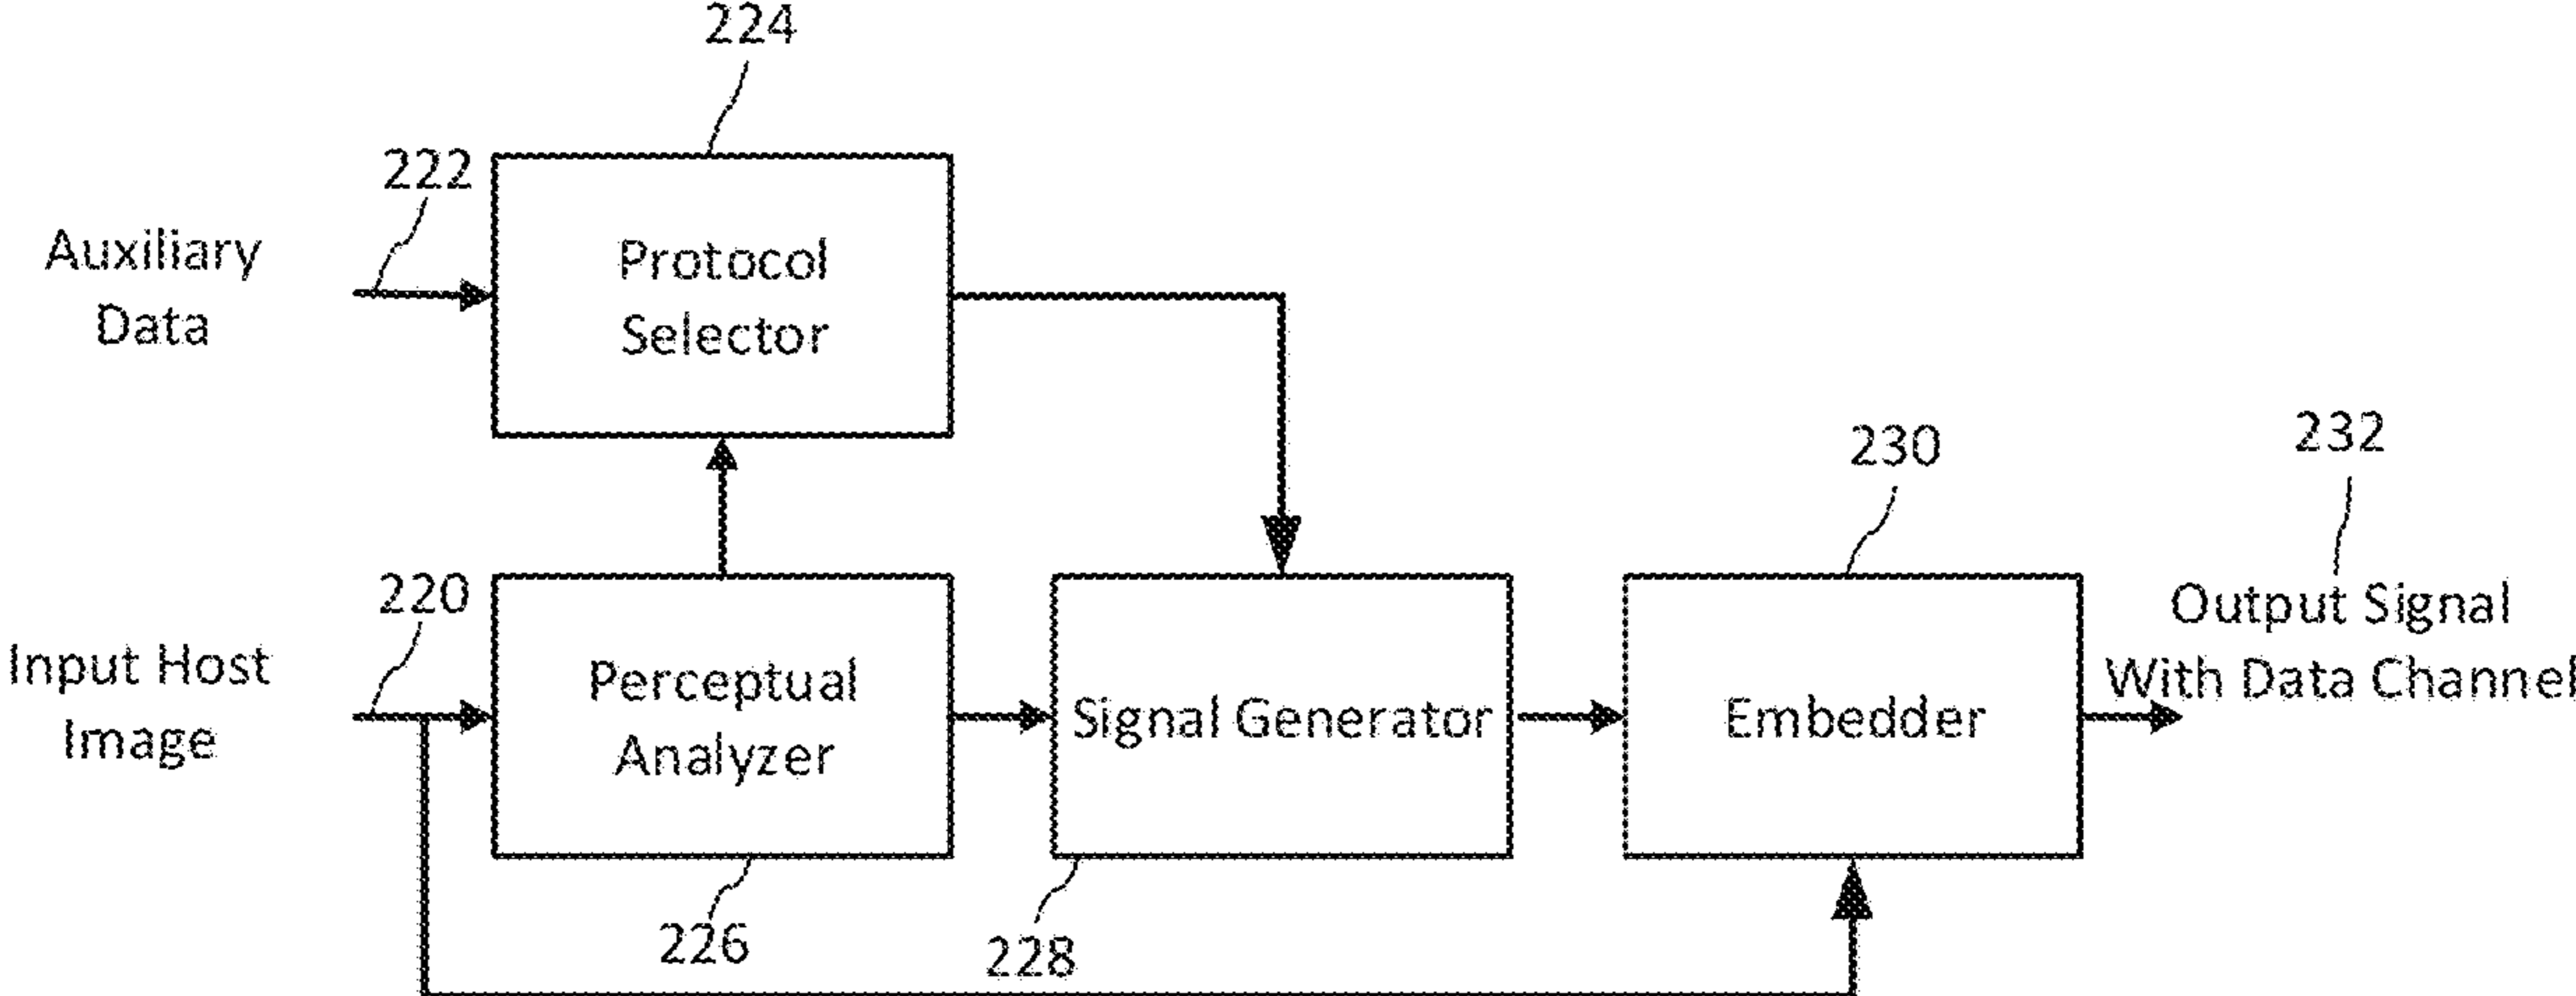 224
222
Auxiliary
Data
Protocol
Selector
230
232
220
Input Host
Image
Perceptual
Analyzer
Signal Generator
Embedder
Output Signal
With Data Channel
226
228